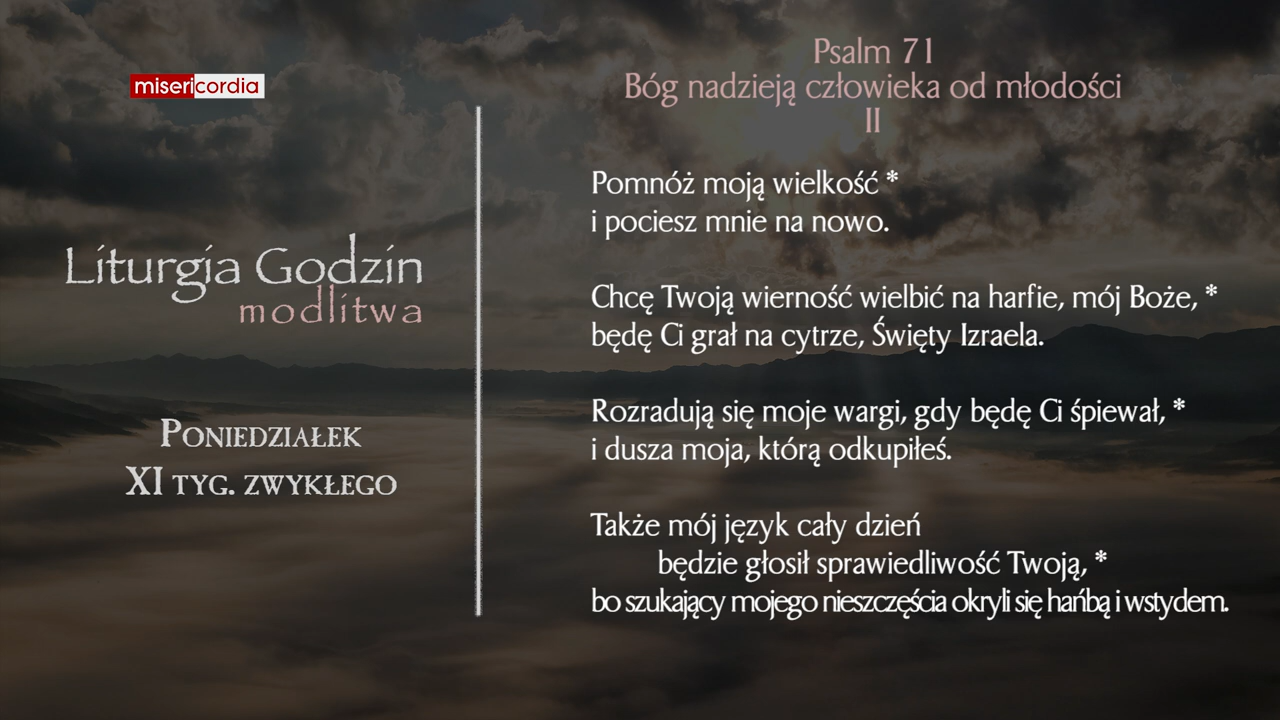 misericordia
Liturgia Godzin
modlitwa
Poniedziałek
XI tyg. zwykłego
Psalm 71
Bóg nadzieją człowieka od młodości
II
Pomnóż moją wielkość *
i pociesz mnie na nowo.
Chcę Twoją wierność wielbić na harfie, mój Boże, *
będę Ci grał na cytrze, Święty Izraela.
Rozradują się moje wargi, gdy będę Ci śpiewał, *
i dusza moja, którą odkupiłeś.
Także mój język cały dzień
będzie głosił sprawiedliwość Twoją, *
bo szukający mojego nieszczęścia okryli się hańbą i wstydem.